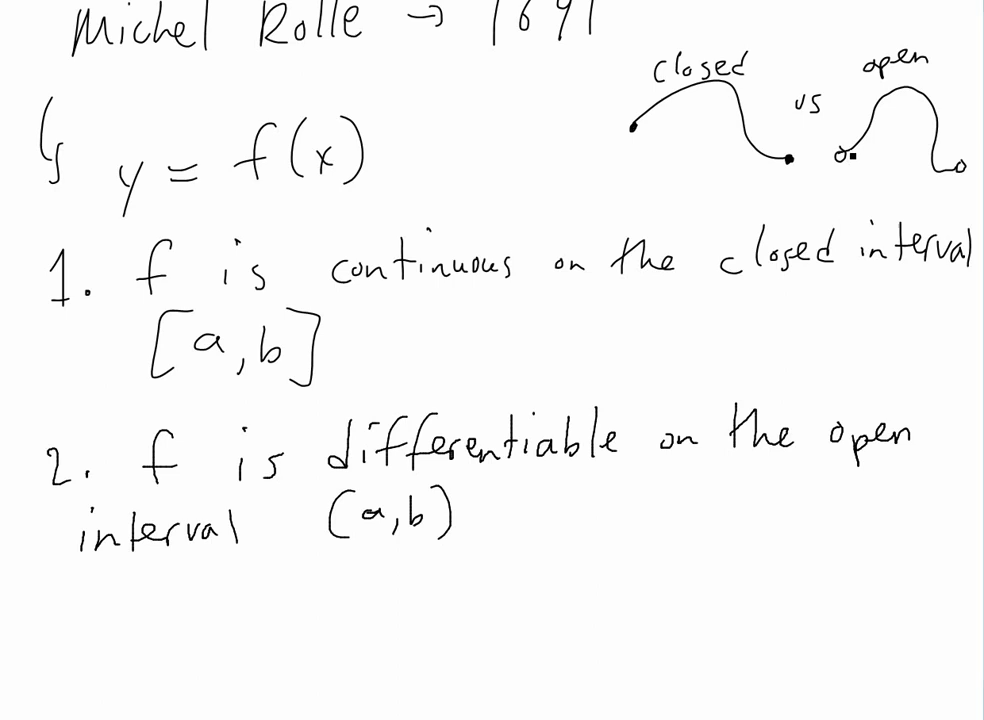 Michel Rolle → 1691
closed vs open
↳ y = f(x)
1. f is continuous on the closed interval
[a,b]
2. f is differentiable on the open
interval (a,b)